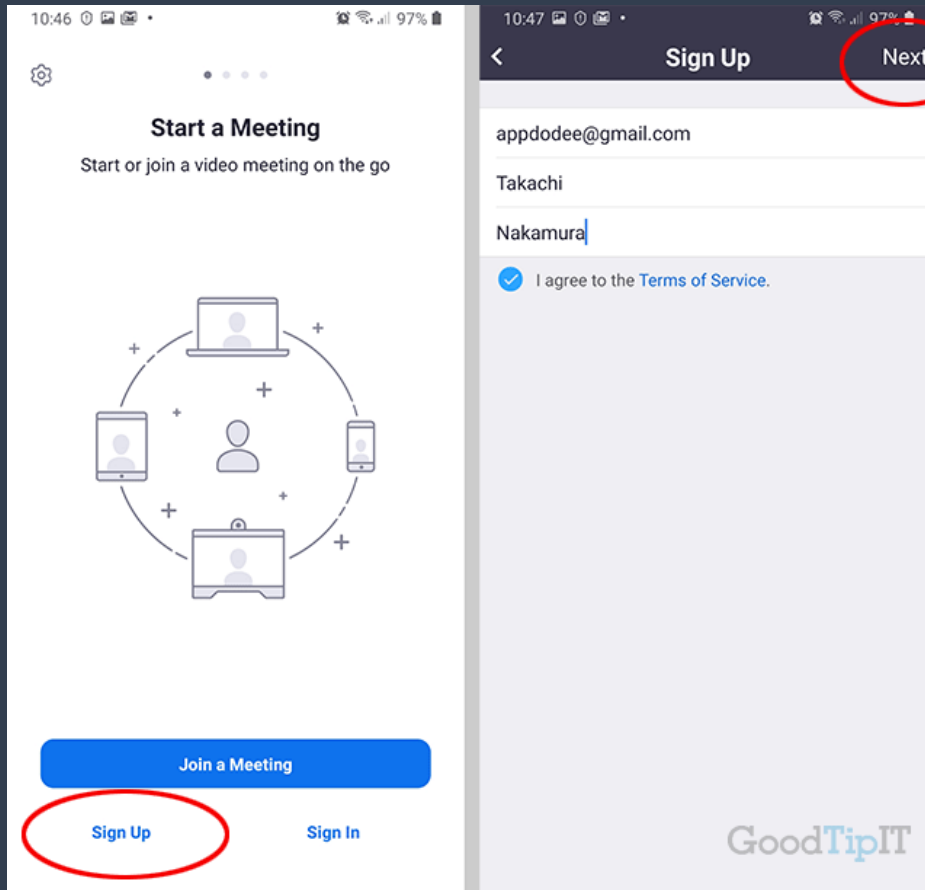 10:46
97%
Start a Meeting
Start or join a video meeting on the go
Join a Meeting
Sign Up
Sign In
10:47
97%
Sign Up
Next
appdodee@gmail.com
Takachi
Nakamura
I agree to the Terms of Service.
GoodTipIT